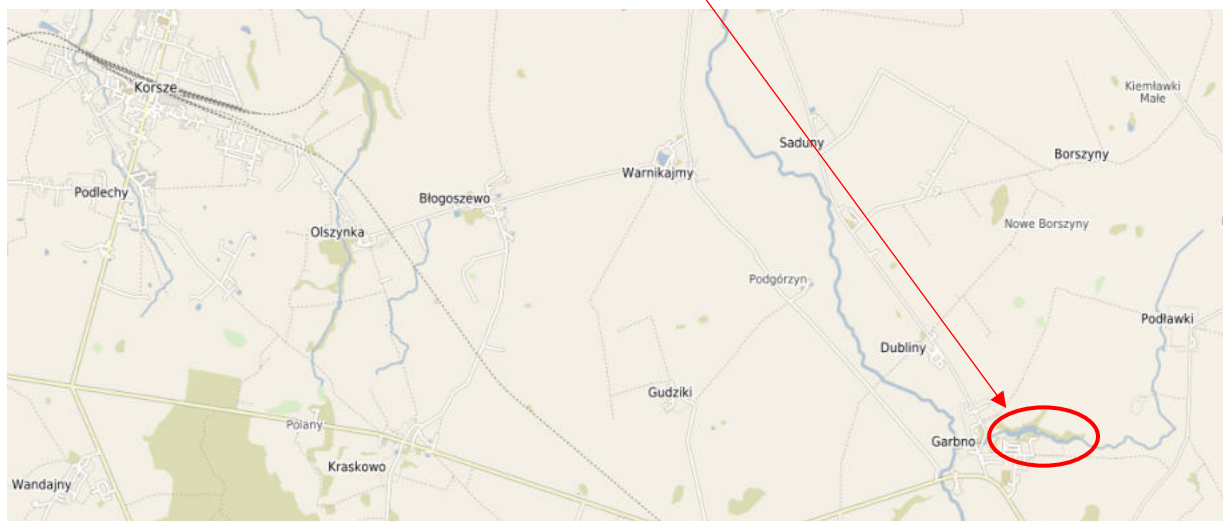 Korsze
Kiemławki
Małe
Saduny
Borszyny
Warnikajmy
Podlechy
Błogoszewo
Nowe Borszyny
Olszynka
Podgórzyn
Podławki
Dubliny
Gudziki
Polany
Garbno
Kraskowo
Wandajny